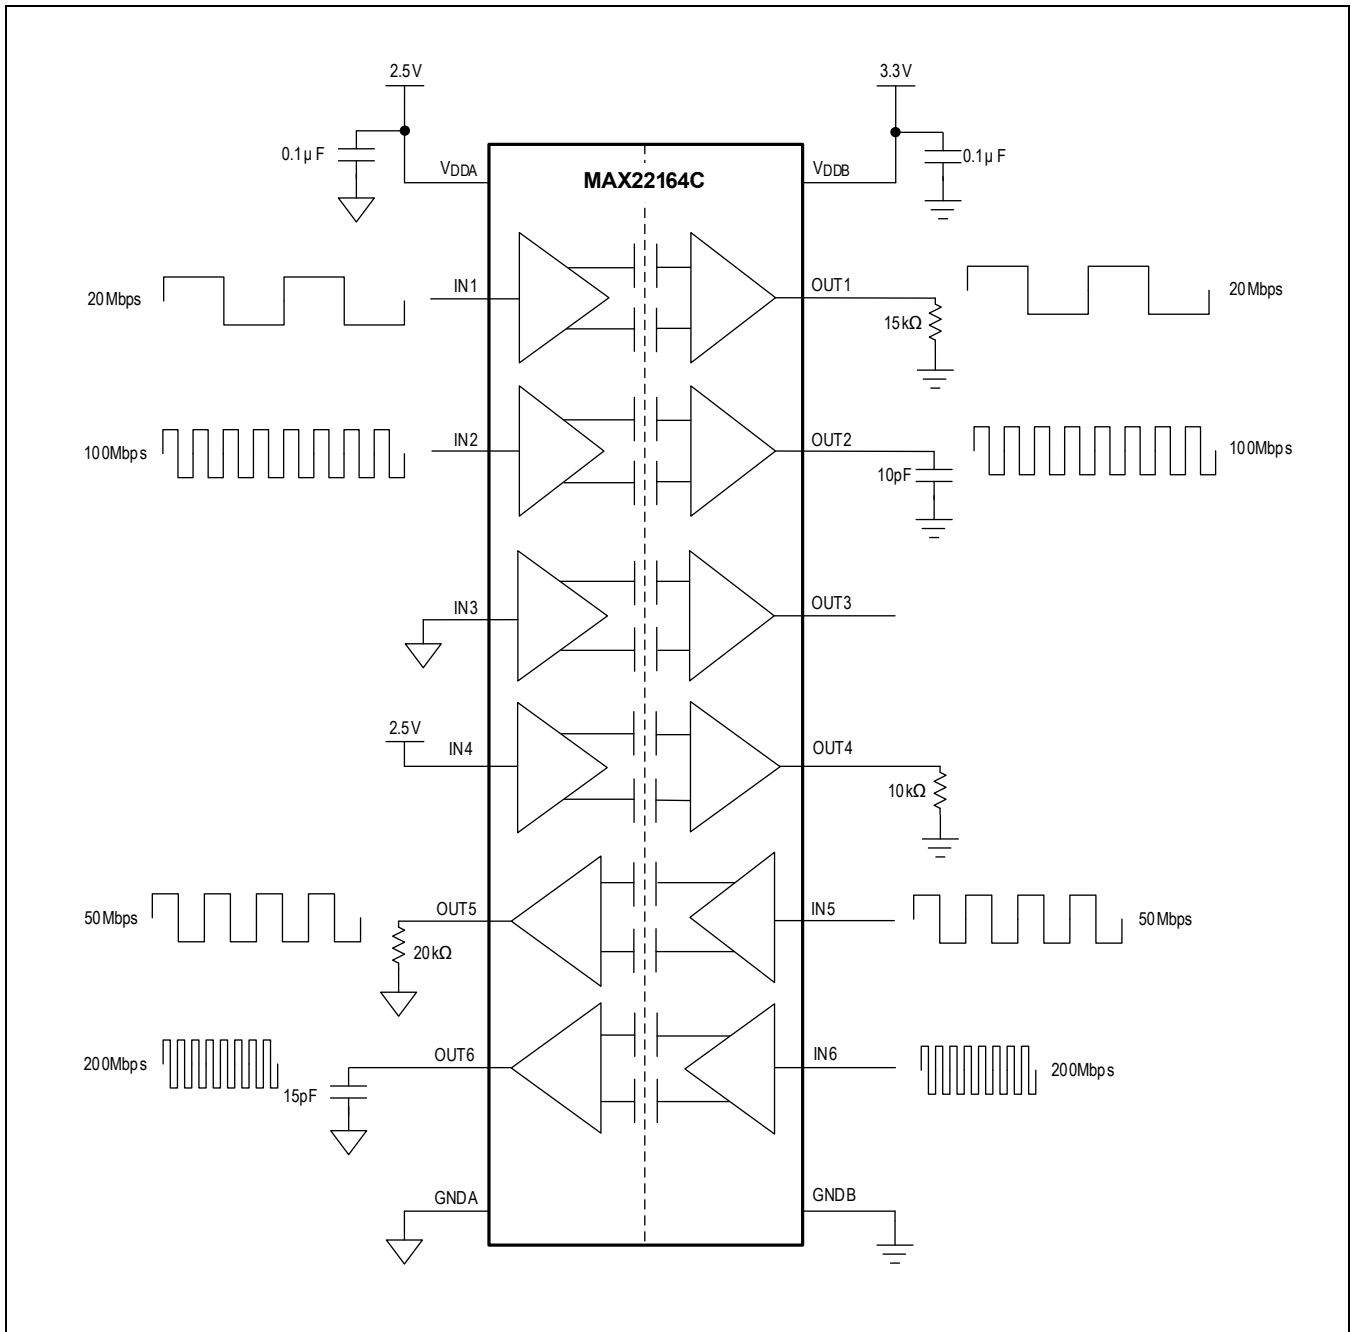 2.5V
3.3V
0.1µF
VDDA
MAX22164C
VDDB
0.1µF
20Mbps
IN1
OUT1
15kΩ
20Mbps
100Mbps
IN2
OUT2
10pF
100Mbps
IN3
OUT3
2.5V
IN4
OUT4
10kΩ
50Mbps
OUT5
20kΩ
IN5
50Mbps
200Mbps
15pF
OUT6
IN6
200Mbps
GNDA
GNDB